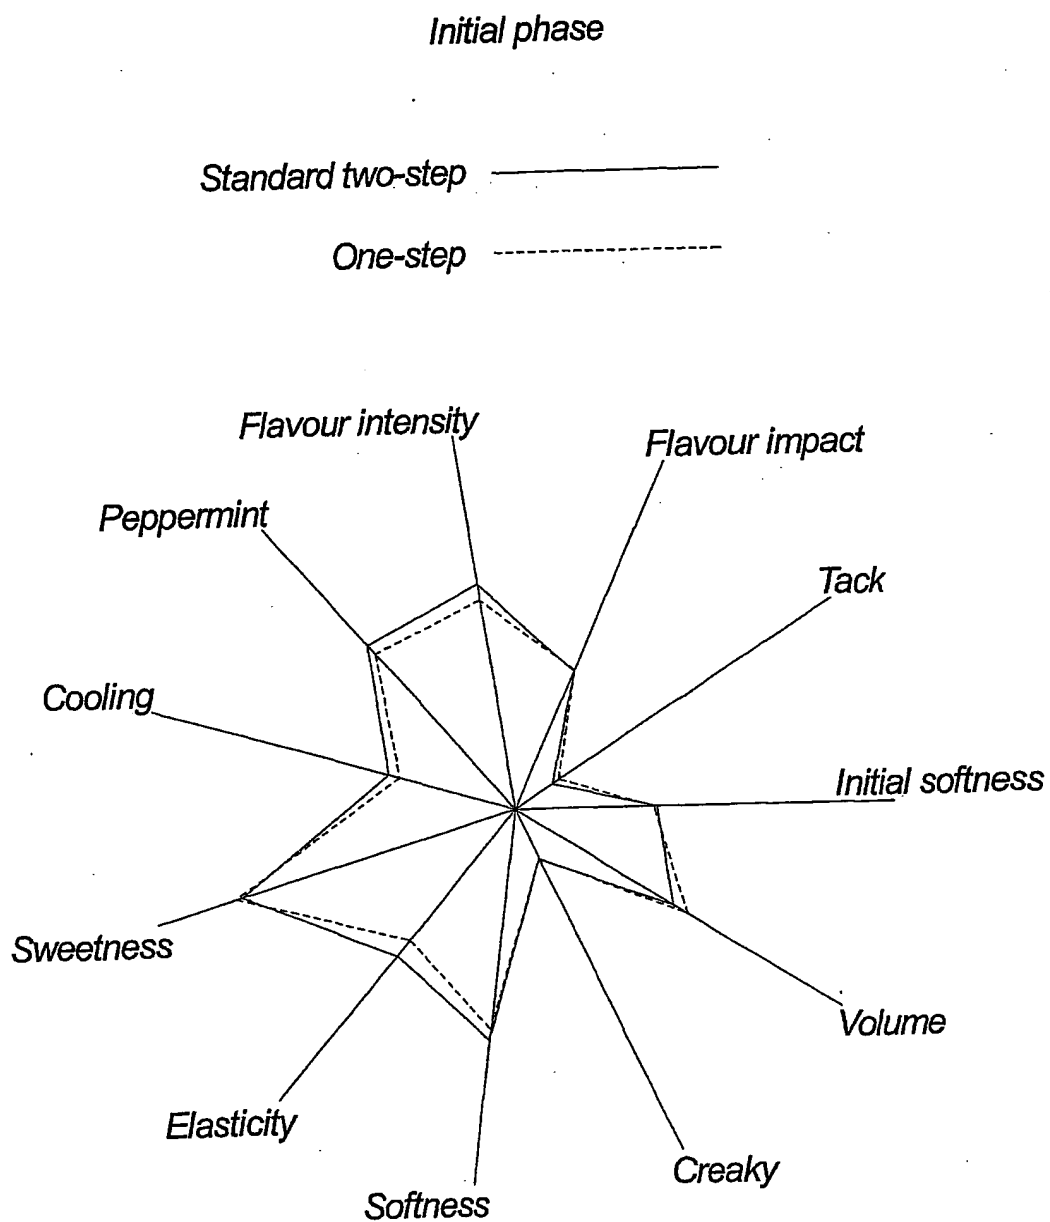 Initial phase
Standard two-step
One-step
Flavour intensity
Flavour impact
Peppermint
Tack
Cooling
Initial softness
Sweetness
Volume
Elasticity
Creaky
Softness